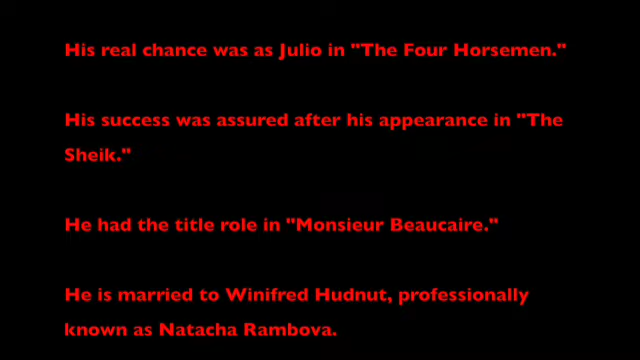 His real chance was as Julio in "The Four Horsemen."
His success was assured after his appearance in "The
Sheik."
He had the title role in "Monsieur Beaucaire."
He is married to Winifred Hudnut, professionally
known as Natacha Rambova.